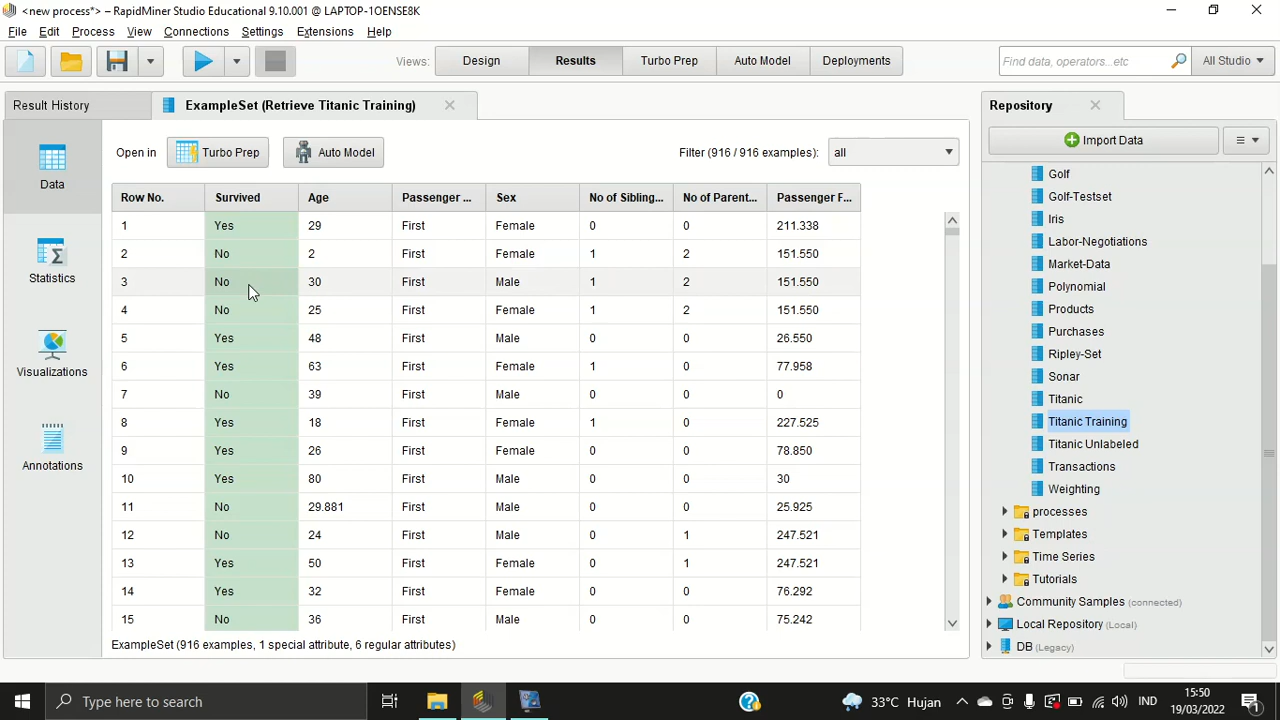 <new process*> – RapidMiner Studio Educational 9.10.001 @ LAPTOP-1OENSE8K
File Edit Process View Connections Settings Extensions Help
Views: Design Results Turbo Prep Auto Model Deployments Find data, operators...etc All Studio
Result History ExampleSet (Retrieve Titanic Training)
Data
Statistics
Visualizations
Annotations
Open in Turbo Prep Auto Model Filter (916 / 916 examples): all
Row No. Survived Age Passenger ... Sex No of Sibling... No of Parent... Passenger F...
1 Yes 29 First Female 0 0 211.338
2 No 2 First Female 1 2 151.550
3 No 30 First Male 1 2 151.550
4 No 25 First Female 1 2 151.550
5 Yes 48 First Male 0 0 26.550
6 Yes 63 First Female 1 0 77.958
7 No 39 First Male 0 0 0
8 Yes 18 First Female 1 0 227.525
9 Yes 26 First Female 0 0 78.850
10 Yes 80 First Male 0 0 30
11 No 29.881 First Male 0 0 25.925
12 No 24 First Male 0 1 247.521
13 Yes 50 First Female 0 1 247.521
14 Yes 32 First Female 0 0 76.292
15 No 36 First Male 0 0 75.242
ExampleSet (916 examples, 1 special attribute, 6 regular attributes)
Repository
Import Data
Golf
Golf-Testset
Iris
Labor-Negotiations
Market-Data
Polynomial
Products
Purchases
Ripley-Set
Sonar
Titanic
Titanic Training
Titanic Unlabeled
Transactions
Weighting
processes
Templates
Time Series
Tutorials
Community Samples (connected)
Local Repository (Local)
DB (Legacy)
Type here to search
33°C Hujan
IND
15:50
19/03/2022
1